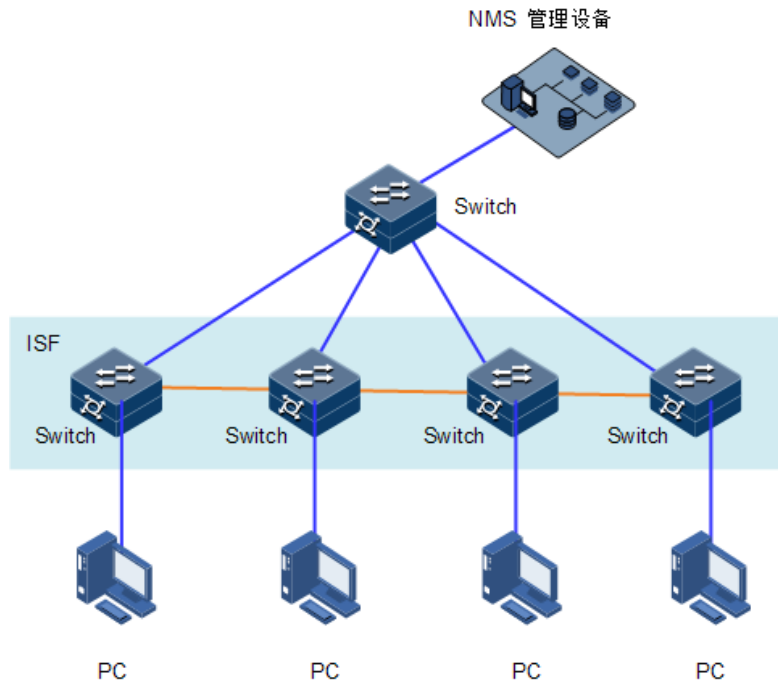 NMS 管理设备
Switch
ISF
Switch Switch Switch Switch
PC PC PC PC